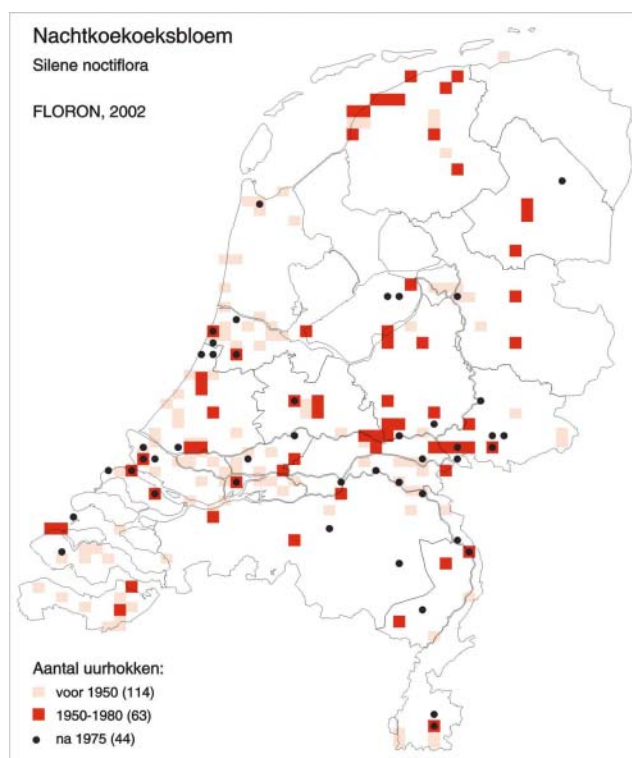 Nachtkoekoeksbloem
Silene noctiflora
FLORON, 2002
Aantal uurhokken:
voor 1950 (114)
1950-1980 (63)
na 1975 (44)